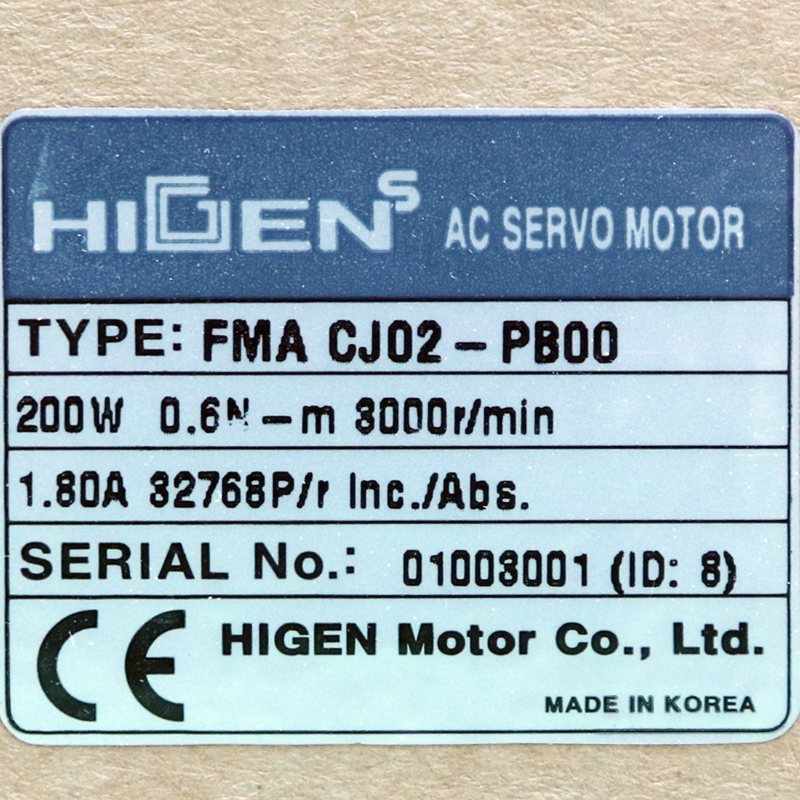 HIGEN S AC SERVO MOTOR
TYPE: FMA CJ02-PB00
200W 0.6N-m 3000r/min
1.80A 32768P/r Inc./Abs.
SERIAL No.: 01003001 (ID: 8)
CE HIGEN Motor Co., Ltd.
MADE IN KOREA